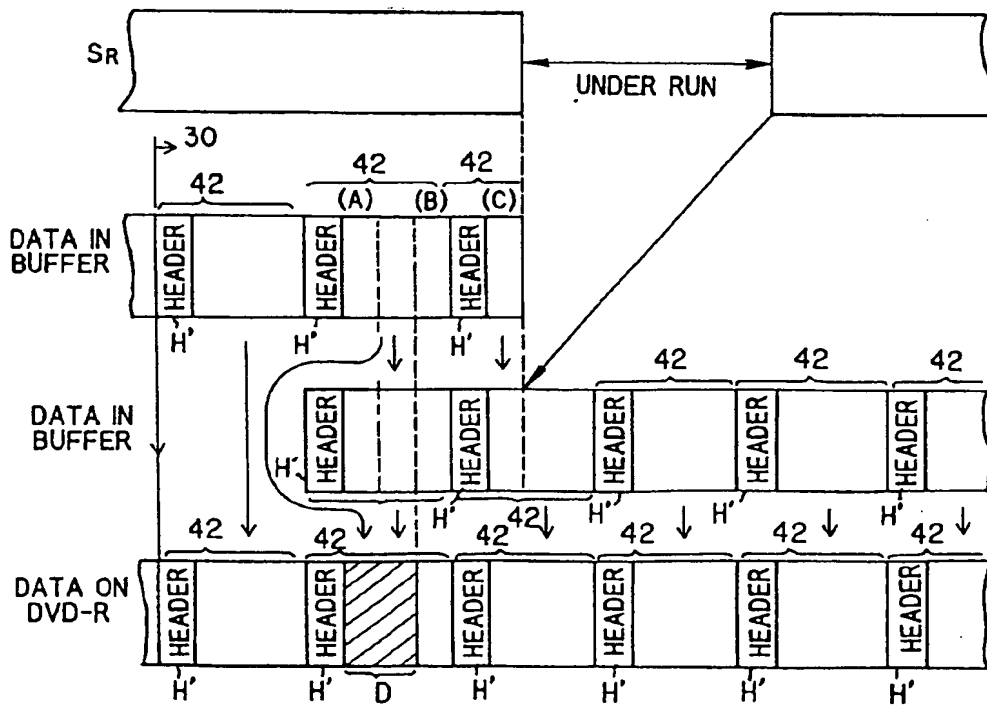 SR
UNDER RUN
30
42
42
42
(A)
(B)
(C)
DATA IN
BUFFER
HEADER
HEADER
HEADER
H'
H'
H'
42
42
42
DATA IN
BUFFER
HEADER
HEADER
HEADER
HEADER
HEADER
H'
H'
42
H'
H'
H'
42
42
42
42
42
42
DATA ON
DVD-R
HEADER
HEADER
HEADER
HEADER
HEADER
HEADER
H'
H'
D
H'
H'
H'
H'